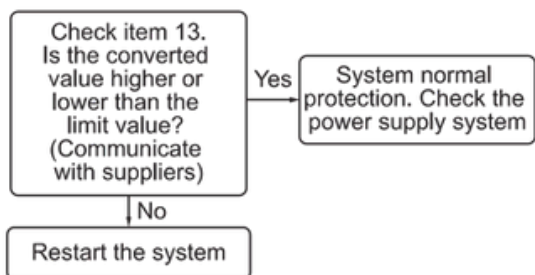 Check item 13.
Is the converted
value higher or
lower than the
limit value?
(Communicate
with suppliers)
Yes
System normal
protection. Check the
power supply system
No
Restart the system